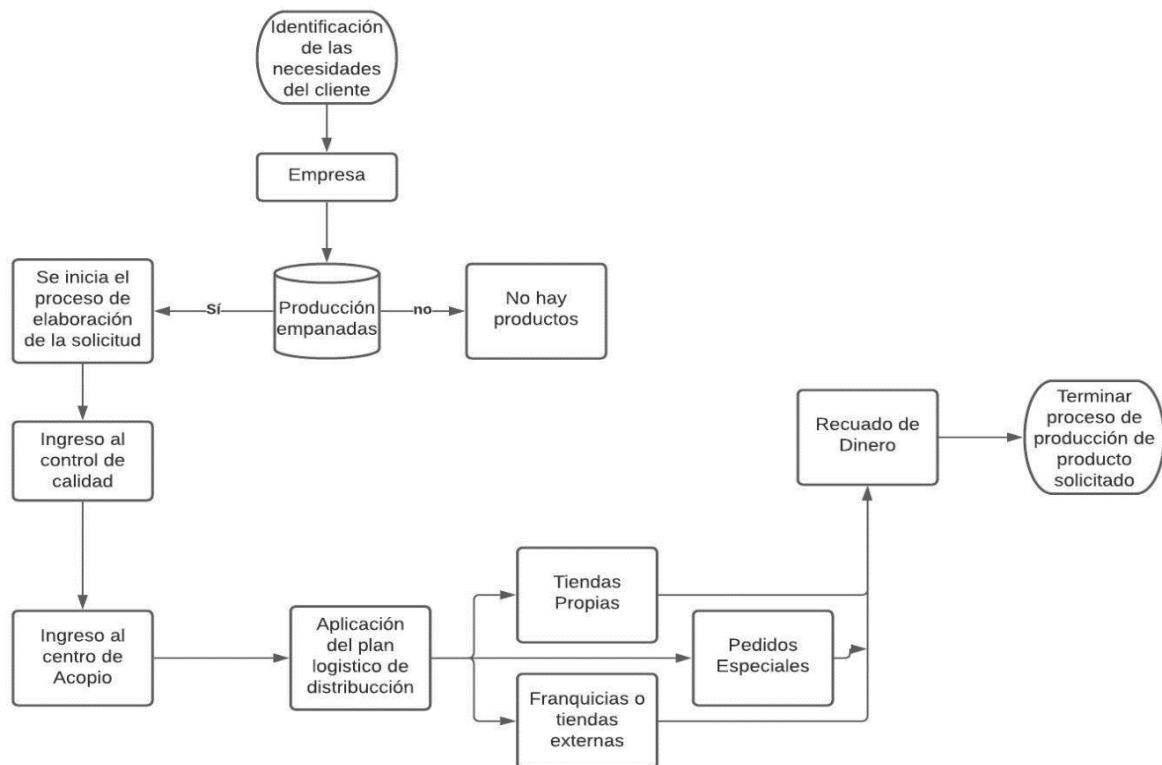 Identificación
de las
necesidades
del cliente
Empresa
Producción
empanadas
Sí
no
No hay
productos
Se inicia el
proceso de
elaboración
de la solicitud
Ingreso al
control de
calidad
Ingreso al
centro de
Acopio
Aplicación
del plan
logistico de
distribucción
Tiendas
Propias
Pedidos
Especiales
Franquicias o
tiendas
externas
Recuado de
Dinero
Terminar
proceso de
producción de
producto
solicitado